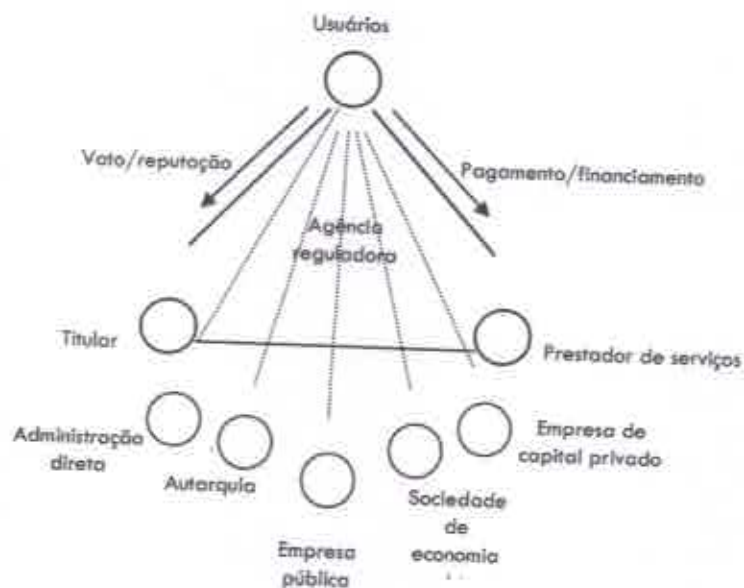 Usuários
Voto/reputação
Pagamento/financiamento
Agência
reguladora
Titular
Prestador de serviços
Administração
direta
Autarquia
Empresa
pública
Sociedade
de
economia
Empresa de
capital privado